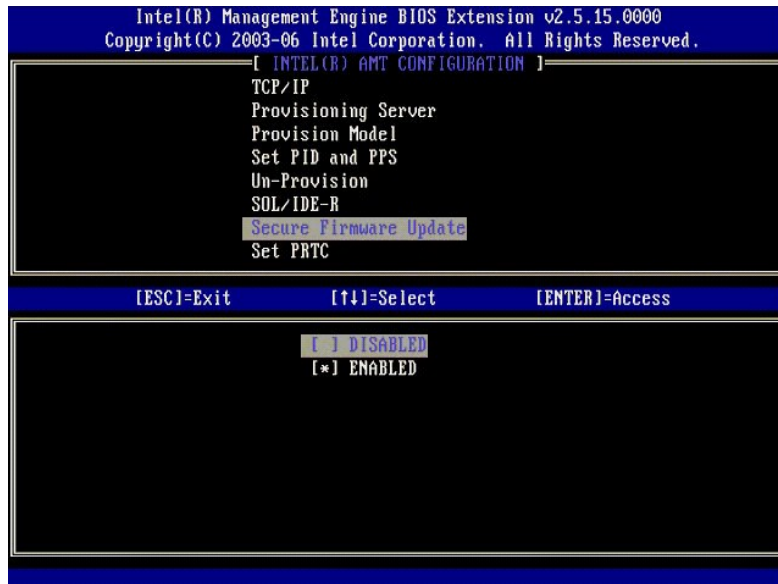 Intel(R) Management Engine BIOS Extension v2.5.15.0000
Copyright(C) 2003-06 Intel Corporation. All Rights Reserved.
[ INTEL(R) AMT CONFIGURATION ]
TCP/IP
Provisioning Server
Provision Model
Set PID and PPS
Un-Provision
SOL/IDE-R
Secure Firmware Update
Set PRTC
[ESC]=Exit [↑↓]=Select [ENTER]=Access
[ ] DISABLED
[*] ENABLED